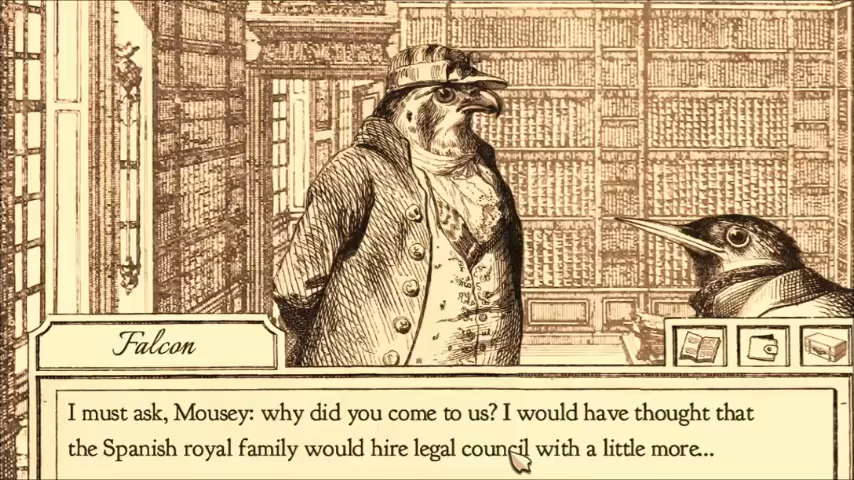 Falcon
I must ask, Mousey: why did you come to us? I would have thought that
the Spanish royal family would hire legal council with a little more...